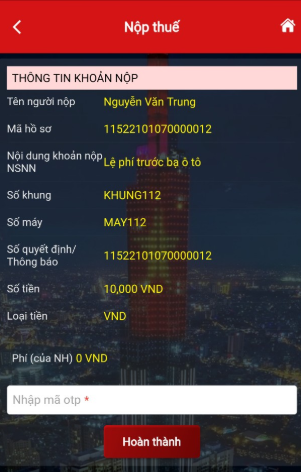 Nộp thuế
THÔNG TIN KHOẢN NỘP
Tên người nộp Nguyễn Văn Trung
Mã hồ sơ 11522101070000012
Nội dung khoản nộp
NSNN Lệ phí trước bạ ô tô
Số khung KHUNG112
Số máy MAY112
Số quyết định/
Thông báo 11522101070000012
Số tiền 10,000 VND
Loại tiền VND
Phí (của NH) 0 VND
Nhập mã otp *
Hoàn thành